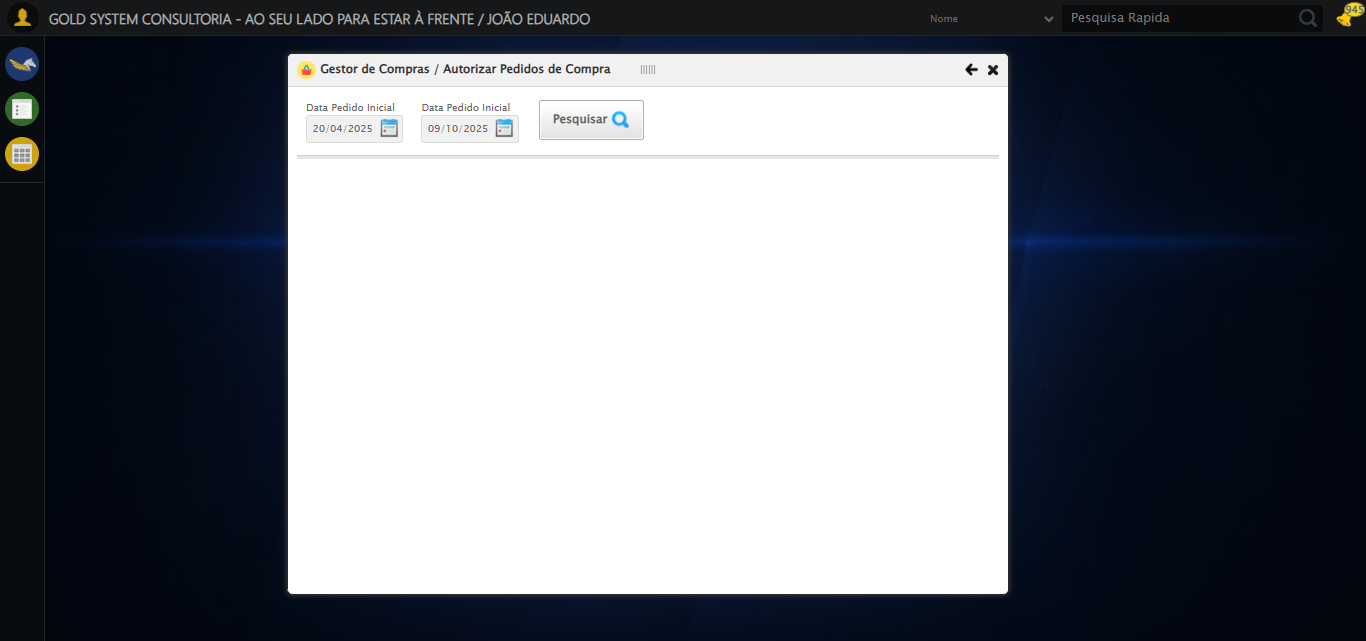 GOLD SYSTEM CONSULTORIA - AO SEU LADO PARA ESTAR À FRENTE / JOÃO EDUARDO
Nome
Pesquisa Rapida
945
Gestor de Compras / Autorizar Pedidos de Compra
Data Pedido Inicial
Data Pedido Inicial
20/04/2025
09/10/2025
Pesquisar